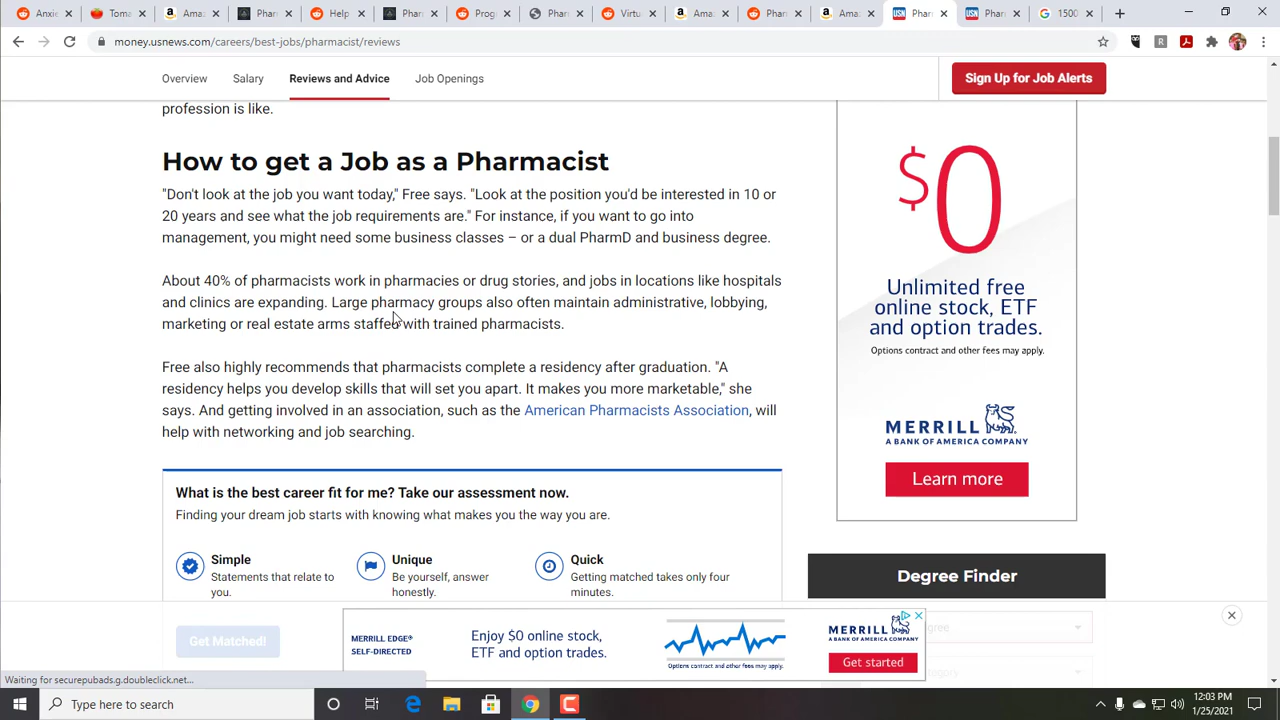 Anxie
Tonto
Amazo
Pharm
Help
Pharm
Prog
Pharm
Virtu
Amaz
Phar
Amaz
Phar
Phar
1500
money.usnews.com/careers/best-jobs/pharmacist/reviews
Overview
Salary
Reviews and Advice
Job Openings
Sign Up for Job Alerts
profession is like.
How to get a Job as a Pharmacist
"Don't look at the job you want today," Free says. "Look at the position you'd be interested in 10 or
20 years and see what the job requirements are." For instance, if you want to go into
management, you might need some business classes – or a dual PharmD and business degree.
About 40% of pharmacists work in pharmacies or drug stories, and jobs in locations like hospitals
and clinics are expanding. Large pharmacy groups also often maintain administrative, lobbying,
marketing or real estate arms staffed with trained pharmacists.
Free also highly recommends that pharmacists complete a residency after graduation. "A
residency helps you develop skills that will set you apart. It makes you more marketable," she
says. And getting involved in an association, such as the American Pharmacists Association, will
help with networking and job searching.
What is the best career fit for me? Take our assessment now.
Finding your dream job starts with knowing what makes you the way you are.
Simple
Statements that relate to
you.
Unique
Be yourself, answer
honestly.
Quick
Getting matched takes only four
minutes.
Get Matched!
$0
Unlimited free
online stock, ETF
and option trades.
Options contract and other fees may apply.
MERRILL
A BANK OF AMERICA COMPANY
Learn more
Degree Finder
gree
MERRILL EDGE®
SELF-DIRECTED
Enjoy $0 online stock,
ETF and option trades.
Options contract and other fees may apply.
MERRILL
A BANK OF AMERICA COMPANY
Get started
Waiting for securepubads.g.doubleclick.net...
Type here to search
12:03 PM
1/25/2021